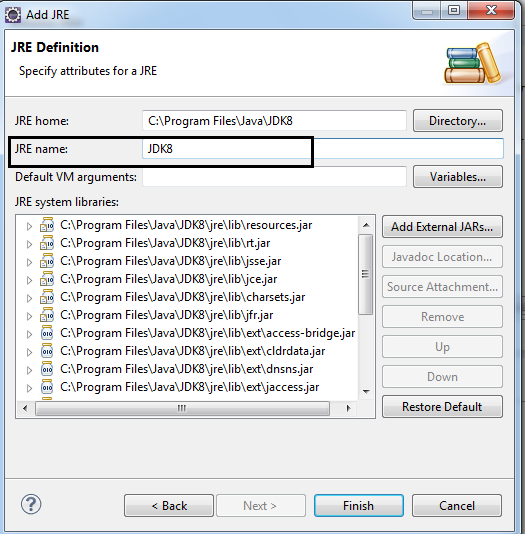 Add JRE
JRE Definition
Specify attributes for a JRE
JRE home: C:\Program Files\Java\JDK8 Directory...
JRE name: JDK8
Default VM arguments: Variables...
JRE system libraries:
C:\Program Files\Java\JDK8\jre\lib\resources.jar Add External JARs...
C:\Program Files\Java\JDK8\jre\lib\rt.jar
C:\Program Files\Java\JDK8\jre\lib\jsse.jar Javadoc Location...
C:\Program Files\Java\JDK8\jre\lib\jce.jar Source Attachment...
C:\Program Files\Java\JDK8\jre\lib\charsets.jar
C:\Program Files\Java\JDK8\jre\lib\jfr.jar Remove
C:\Program Files\Java\JDK8\jre\lib\ext\access-bridge.jar
C:\Program Files\Java\JDK8\jre\lib\ext\cldrdata.jar Up
C:\Program Files\Java\JDK8\jre\lib\ext\dnsns.jar Down
C:\Program Files\Java\JDK8\jre\lib\ext\jaccess.jar
Restore Default
? < Back Next > Finish Cancel